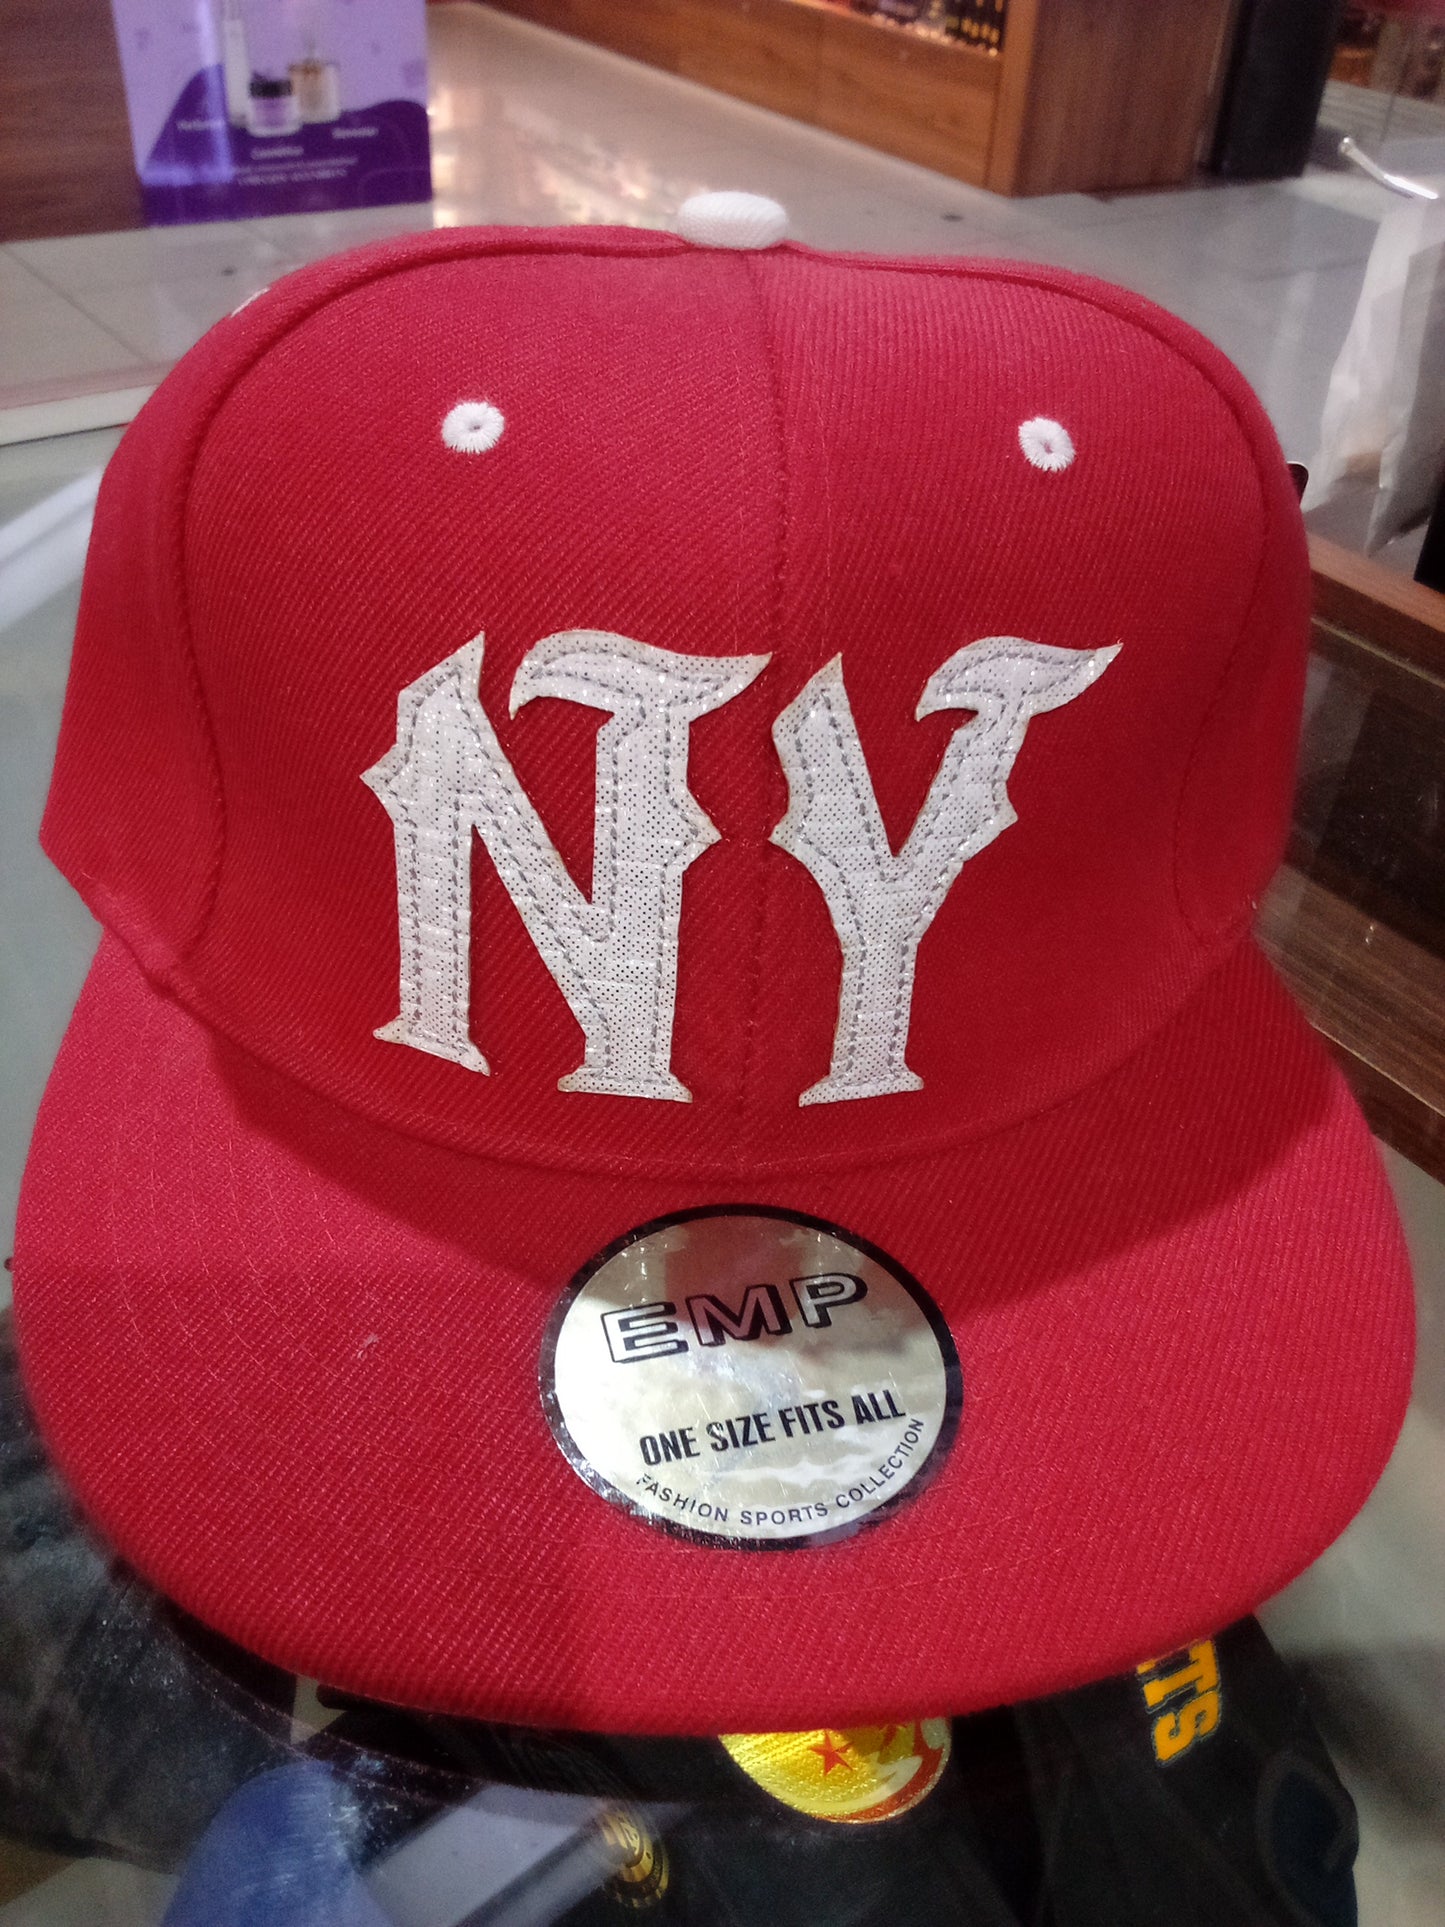 NY
EMP
ONE SIZE FITS ALL
FASHION SPORTS COLLECTION